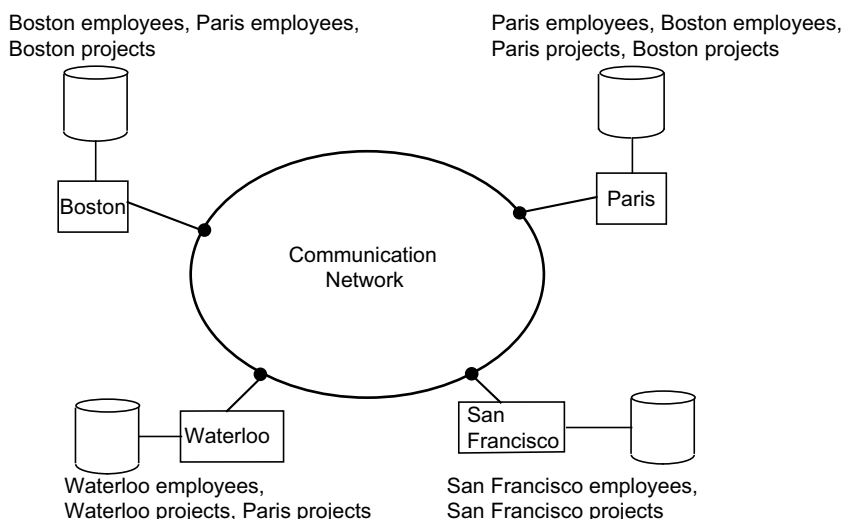 Boston employees, Paris employees,
Boston projects
Paris employees, Boston employees,
Paris projects, Boston projects
Boston
Paris
Communication
Network
Waterloo
San
Francisco
Waterloo employees,
Waterloo projects, Paris projects
San Francisco employees,
San Francisco projects